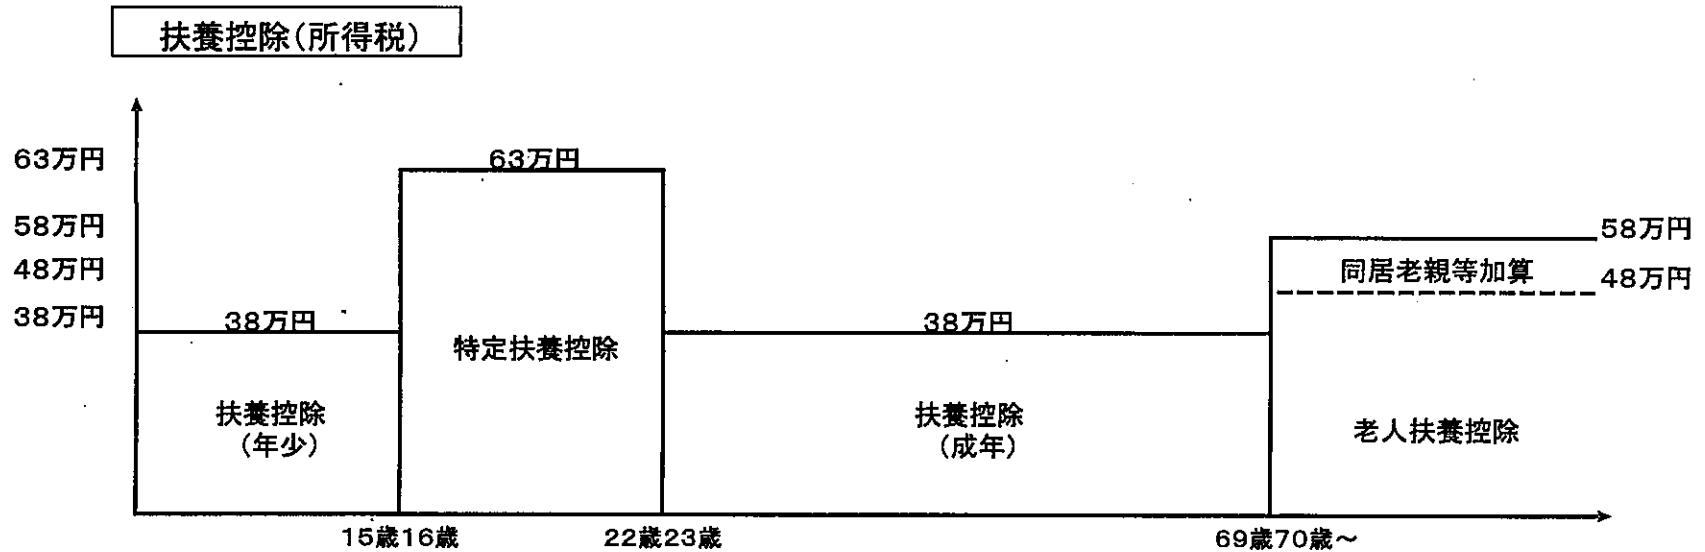 扶養控除(所得税)
63万円
58万円
48万円
38万円
38万円
扶養控除
(年少)
63万円
特定扶養控除
38万円
扶養控除
(成年)
58万円
同居老親等加算
48万円
老人扶養控除
15歳16歳
22歳23歳
69歳70歳～